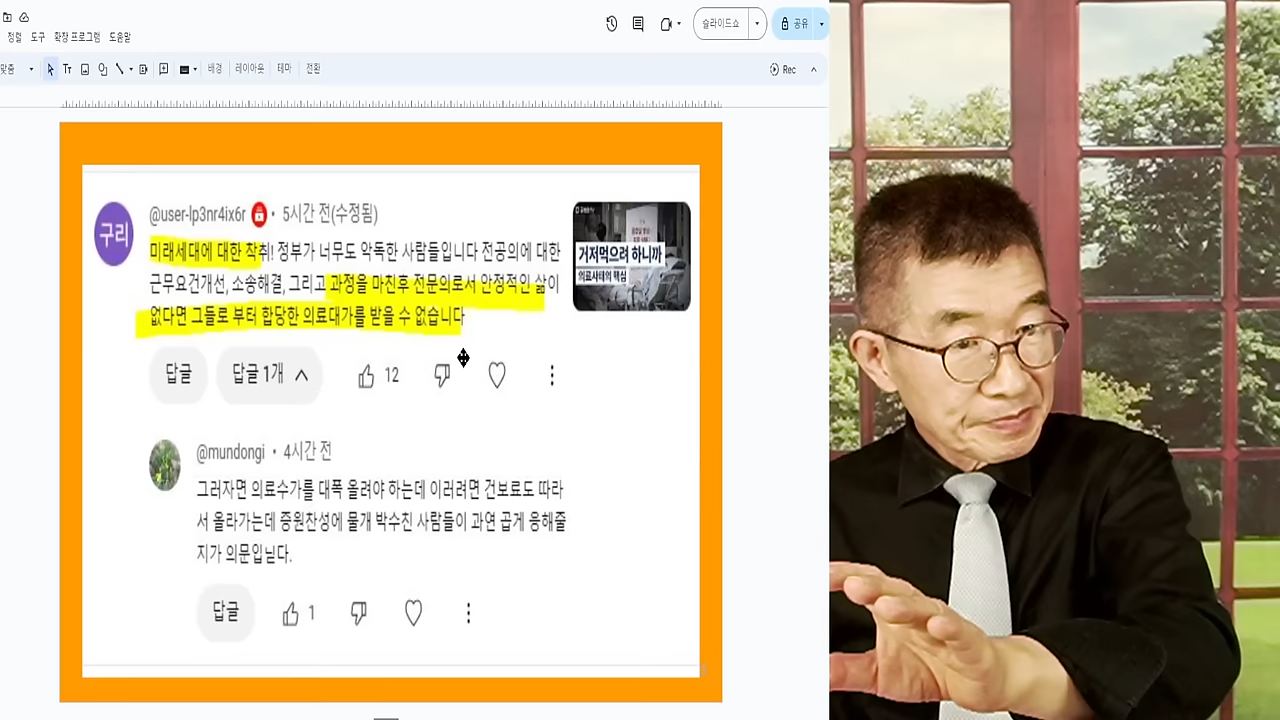 정렬 도구 확장 프로그램 도움말
슬라이드쇼
공유
맞춤
배경 레이아웃 테마 전환
Rec
구리
@user-lp3nr4ix6r · 5시간 전(수정됨)
미래세대에 대한 착취! 정부가 너무도 악독한 사람들입니다 전공의에 대한
근무요건개선, 소송해결, 그리고 과정을 마친후 전문의로서 안정적인 삶이
없다면 그들로 부터 합당한 의료대가를 받을 수 없습니다
거저먹으려 하니까
의료사태의 핵심
답글
답글 1개
12
@mundongi · 4시간 전
그러자면 의료수가를 대폭 올려야 하는데 이러려면 건보료도 따라
서 올라가는데 증원찬성에 물개 박수친 사람들이 과연 곱게 응해줄
지가 의문입닏다.
답글
1